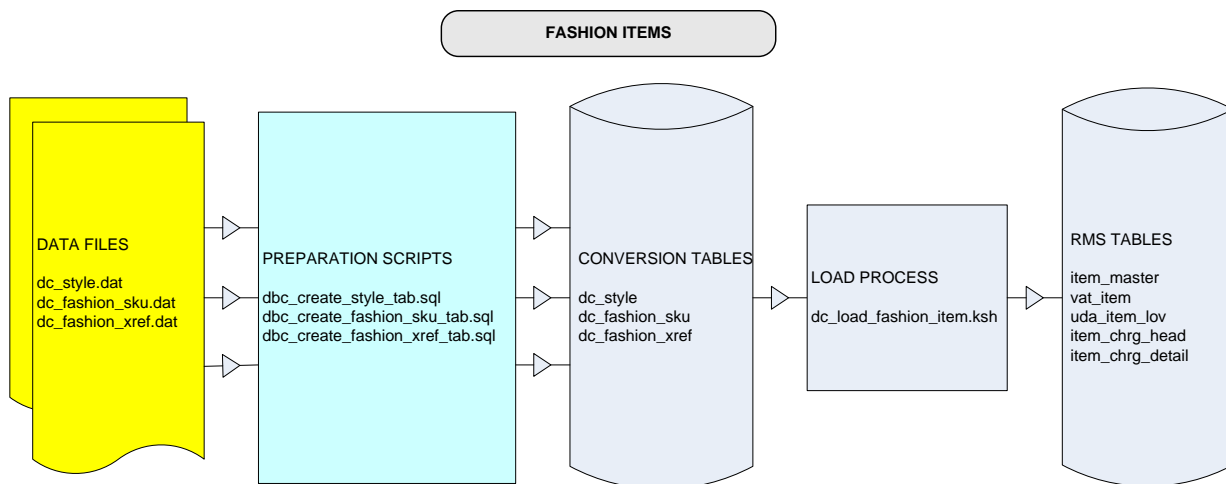 FASHION ITEMS
DATA FILES
dc_style.dat
dc_fashion_sku.dat
dc_fashion_xref.dat
PREPARATION SCRIPTS
dbc_create_style_tab.sql
dbc_create_fashion_sku_tab.sql
dbc_create_fashion_xref_tab.sql
CONVERSION TABLES
dc_style
dc_fashion_sku
dc_fashion_xref
LOAD PROCESS
dc_load_fashion_item.ksh
RMS TABLES
item_master
vat_item
uda_item_lov
item_chrg_head
item_chrg_detail